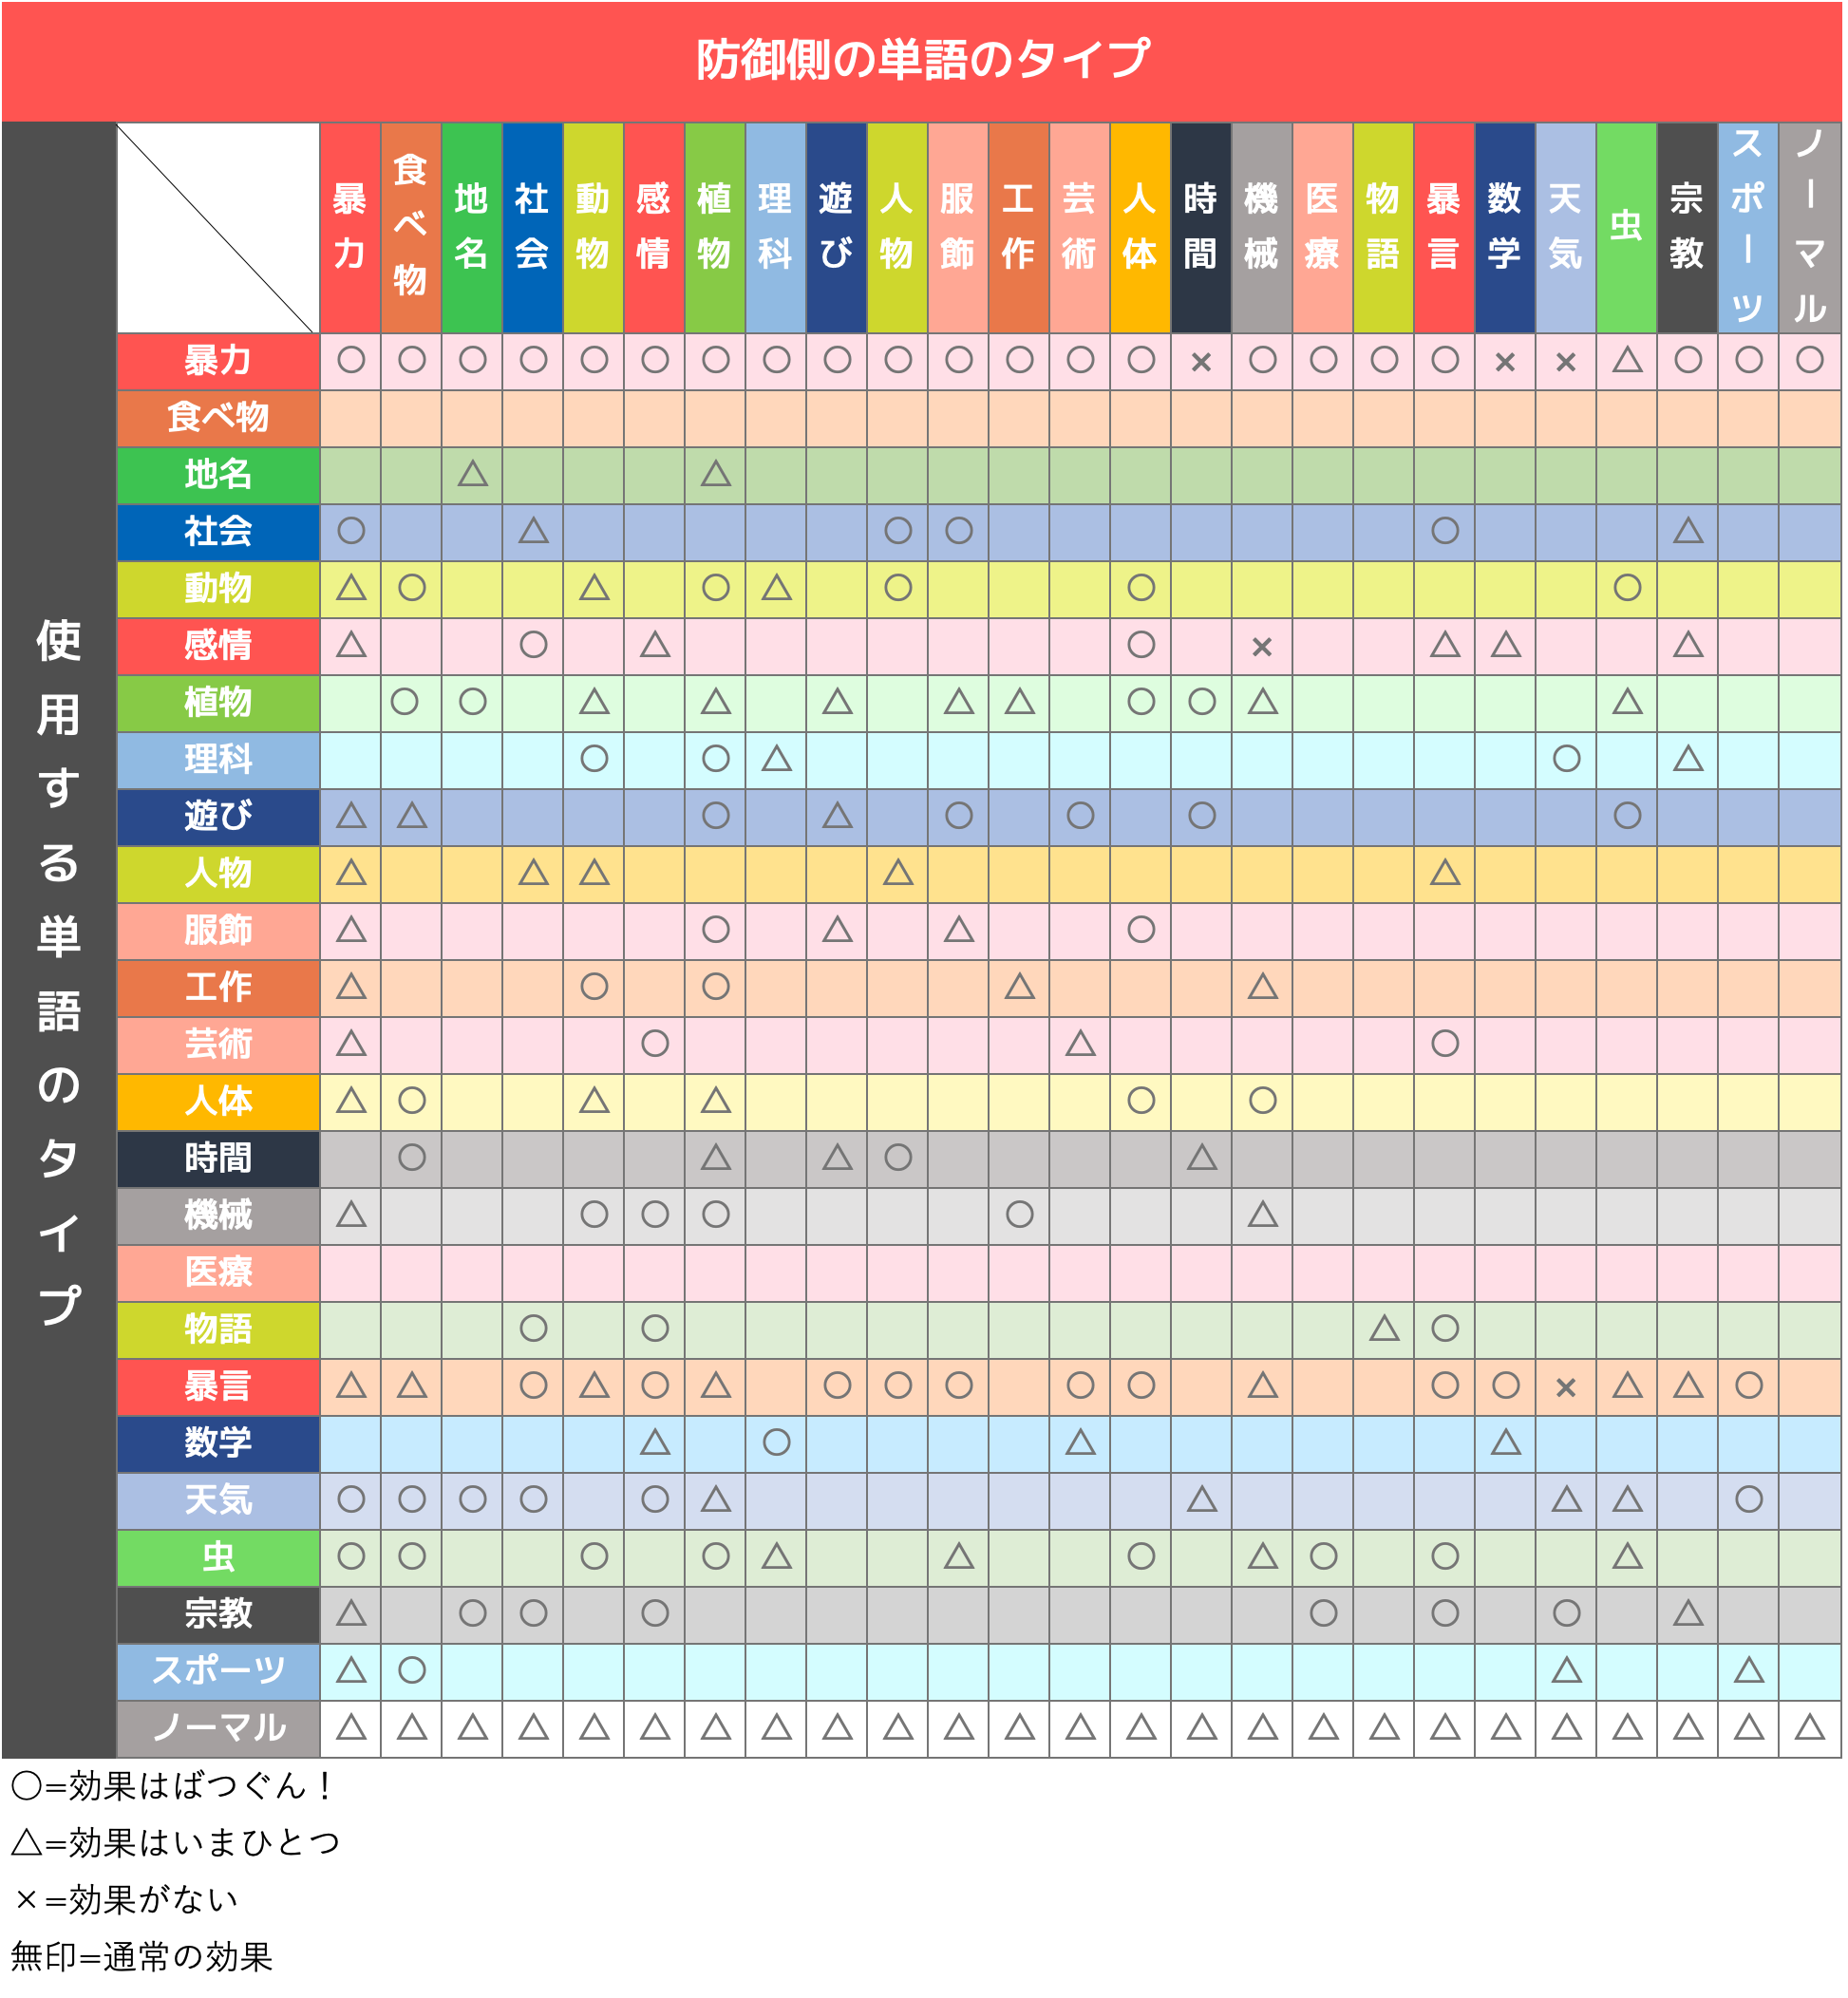 防御側の単語のタイプ
使用する単語のタイプ
暴力 食べ物 地名 社会 動物 感情 植物 理科 遊び 人物 服飾 工作 芸術 人体 時間 機械 医療 物語 暴言 数学 天気 虫 宗教 スポーツ ノーマル
暴力 ○ ○ ○ ○ ○ ○ ○ ○ ○ ○ ○ ○ ○ ○ × ○ ○ ○ ○ × × △ ○ ○ ○
食べ物
地名 △ △
社会 ○ △ ○ ○ ○ △
動物 △ ○ △ ○ △ ○ ○ ○
感情 △ ○ △ ○ × △ △ △
植物 ○ ○ △ △ △ △ △ ○ ○ △ △
理科 ○ ○ △ ○ △
遊び △ △ ○ △ ○ ○ ○ ○
人物 △ △ △ △ △
服飾 △ ○ △ △ ○
工作 △ ○ ○ △ △
芸術 △ ○ △ ○
人体 △ ○ △ △ ○ ○
時間 ○ △ △ ○ △
機械 △ ○ ○ ○ ○ △
医療
物語 ○ ○ △ ○
暴言 △ △ ○ △ ○ △ ○ ○ ○ ○ ○ △ ○ ○ × △ △ ○
数学 △ ○ △ △
天気 ○ ○ ○ ○ ○ △ △ △ △ ○
虫 ○ ○ ○ ○ △ △ ○ △ ○ ○ △
宗教 △ ○ ○ ○ ○ ○ ○ △
スポーツ △ ○ △ △
ノーマル △ △ △ △ △ △ △ △ △ △ △ △ △ △ △ △ △ △ △ △ △ △ △ △ △
○=効果はばつぐん！
△=効果はいまひとつ
×=効果がない
無印=通常の効果